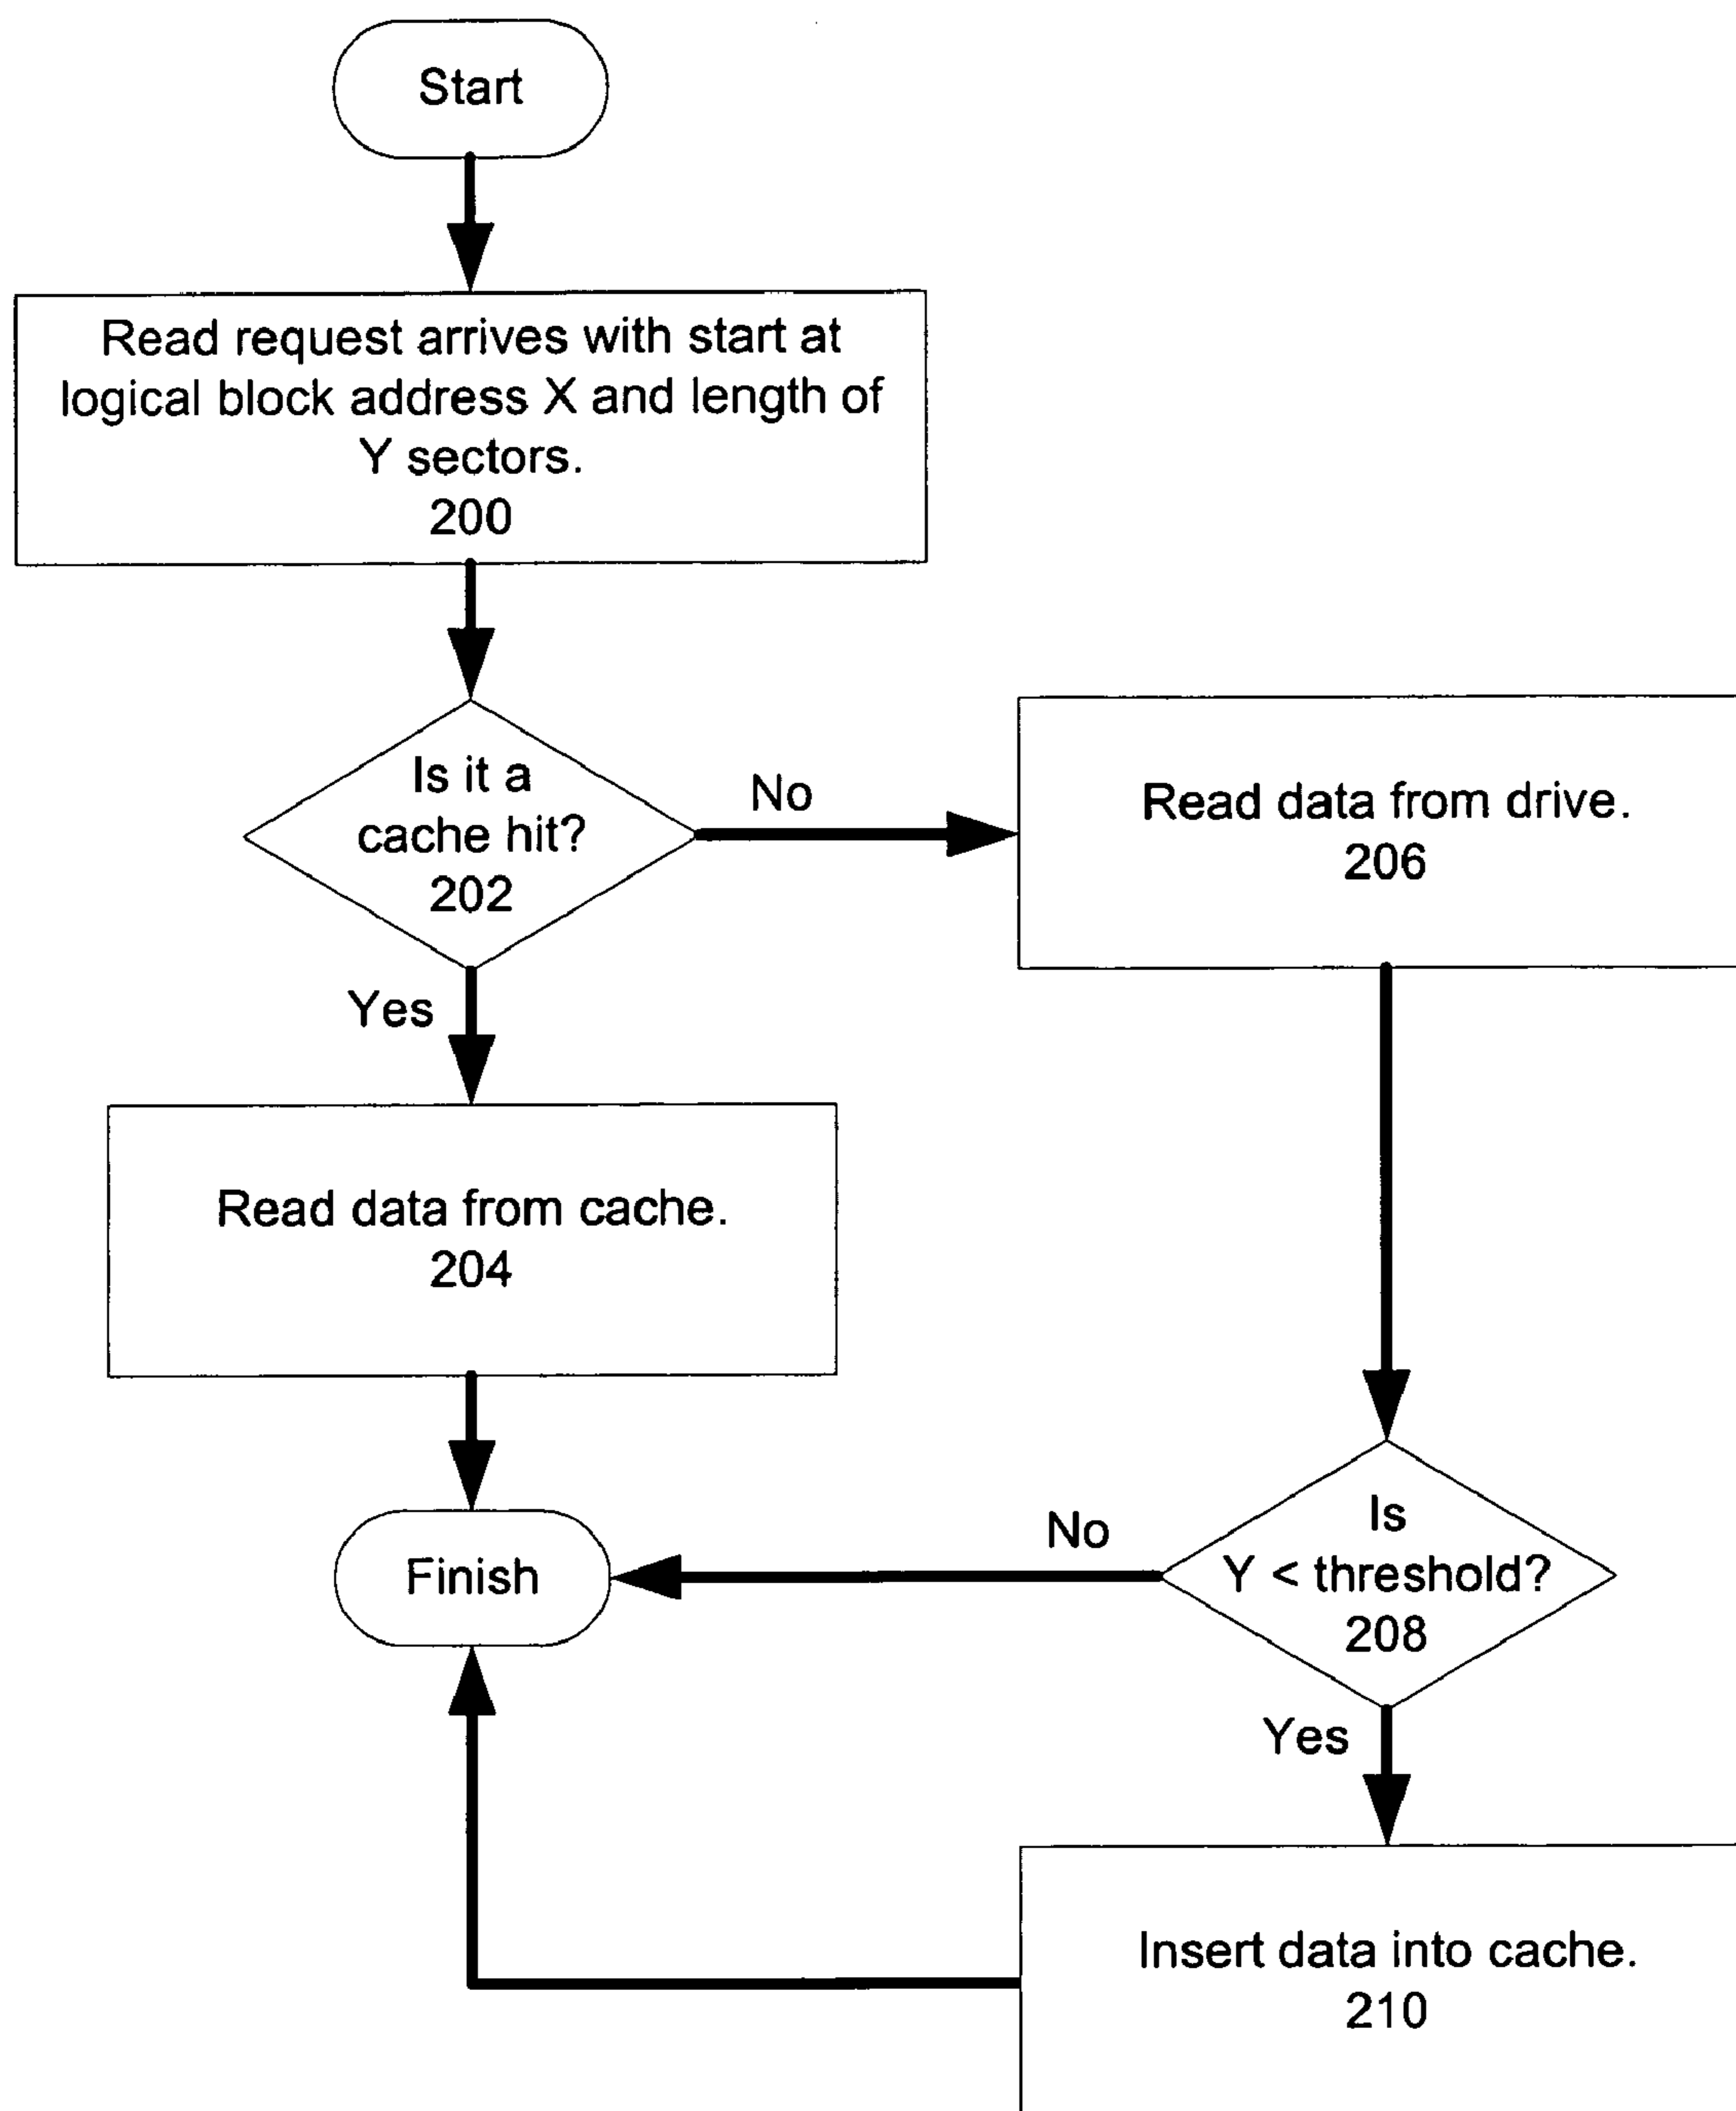 Start
Read request arrives with start at
logical block address X and length of
Y sectors.
200
Is it a
cache hit?
202
No
Read data from drive.
206
Yes
Read data from cache.
204
Finish
No
Is
Y < threshold?
208
Yes
Insert data into cache.
210